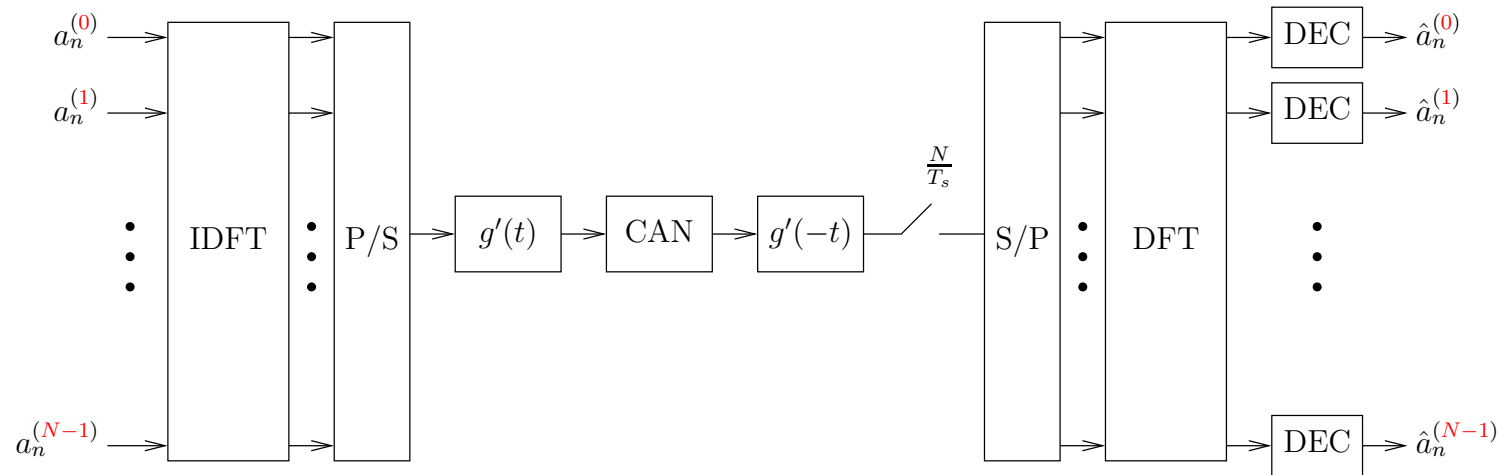 a_n^{(0)}
a_n^{(1)}
a_n^{(N−1)}
IDFT
P/S
g′(t)
CAN
g′(−t)
N/T_s
S/P
DFT
DEC
â_n^{(0)}
DEC
â_n^{(1)}
DEC
â_n^{(N−1)}